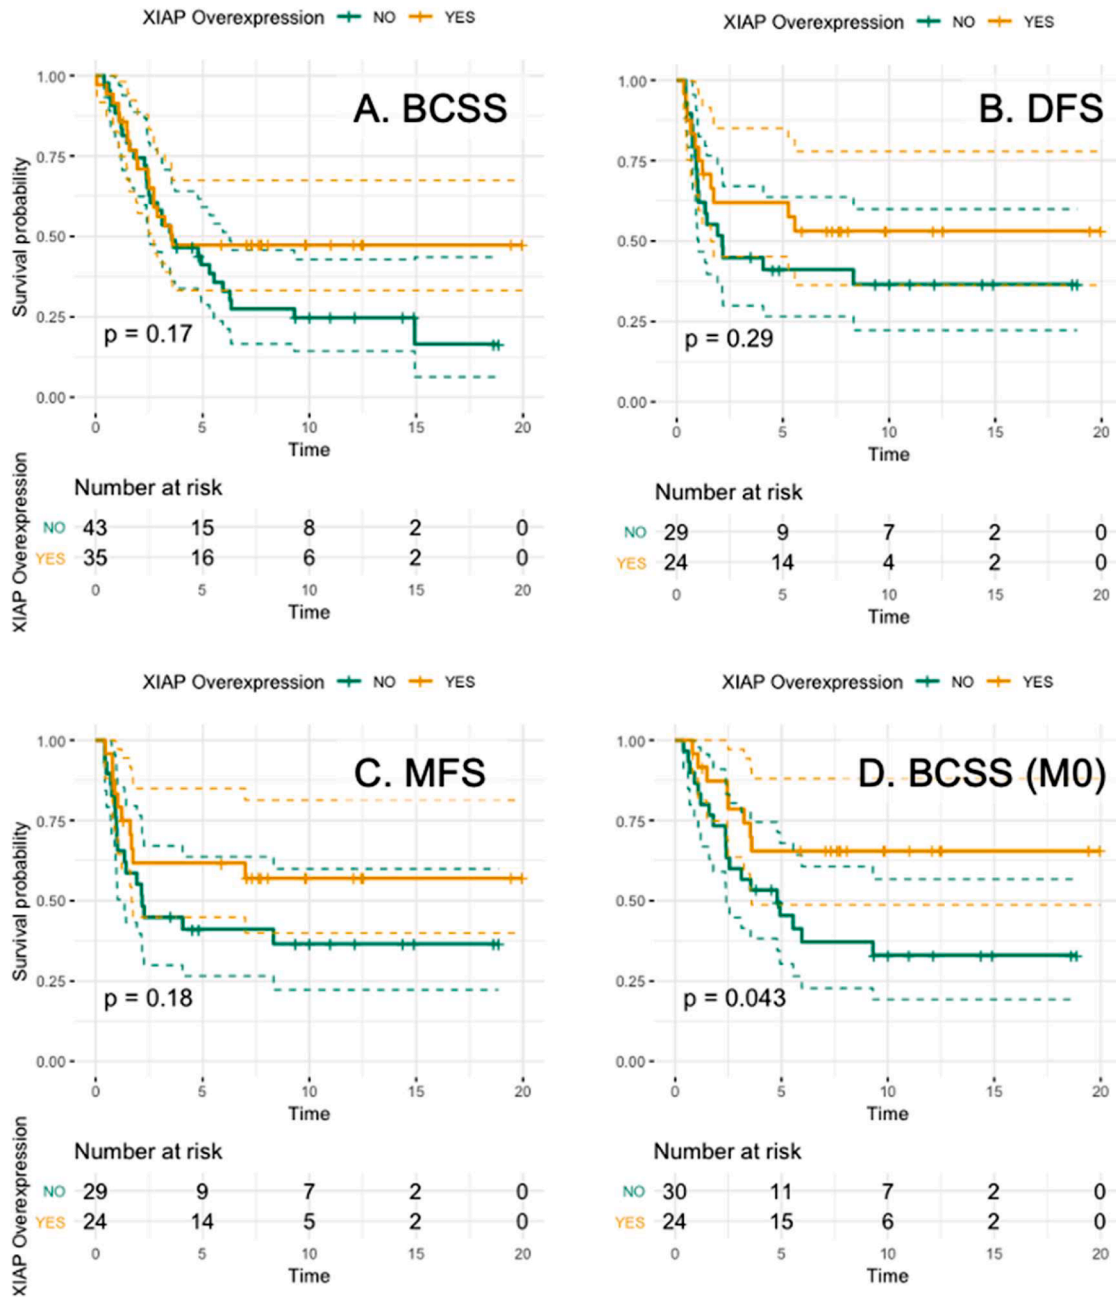 XIAP Overexpression NO YES
A. BCSS
Survival probability
1.00
0.75
0.50
0.25
0.00
p = 0.17
0 5 10 15 20
Time
XIAP Overexpression
Number at risk
NO 43 15 8 2 0
YES 35 16 6 2 0
0 5 10 15 20
Time
XIAP Overexpression NO YES
B. DFS
1.00
0.75
0.50
0.25
0.00
p = 0.29
0 5 10 15 20
Time
Number at risk
NO 29 9 7 2 0
YES 24 14 4 2 0
0 5 10 15 20
Time
XIAP Overexpression NO YES
C. MFS
Survival probability
1.00
0.75
0.50
0.25
0.00
p = 0.18
0 5 10 15 20
Time
XIAP Overexpression
Number at risk
NO 29 9 7 2 0
YES 24 14 5 2 0
0 5 10 15 20
Time
XIAP Overexpression NO YES
D. BCSS (M0)
1.00
0.75
0.50
0.25
0.00
p = 0.043
0 5 10 15 20
Time
Number at risk
NO 30 11 7 2 0
YES 24 15 6 2 0
0 5 10 15 20
Time